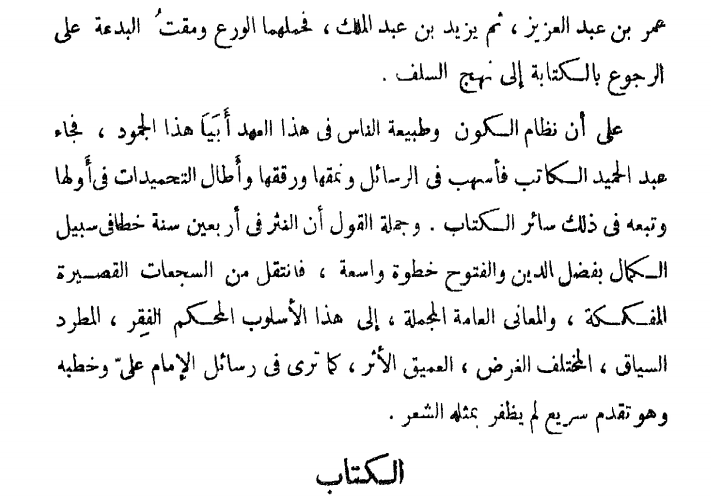 عمر بن عبد العزيز ، ثم يزيد بن عبد الملك ، فحملهما الورع ومقتُ البدعة على
الرجوع بالكتابة إلى نهج السلف .
على أن نظام الكون وطبيعة الناس فى هذا العهد أَبَيَا هذا الجمود ، فجاء
عبد الحميد الكاتب فأسهب فى الرسائل ونمقها ورققها وأطال التحميدات فى أولها
وتبعه فى ذلك سائر الكتاب . وجملة القول أن النثر فى أربعين سنة خطا فى سبيل
الكمال بفضل الدين والفتوح خطوة واسعة ، فانتقل من السجعات القصيرة
المفككة ، والمعانى العامة المجملة ، إلى هذا الأسلوب المحكم الفِقر ، المطرد
السياق ، المختلف الغرض ، العميق الأثر ، كما ترى فى رسائل الإمام علىّ وخطبه
وهو تقدم سريع لم يظفر بمثله الشعر .
الكتاب